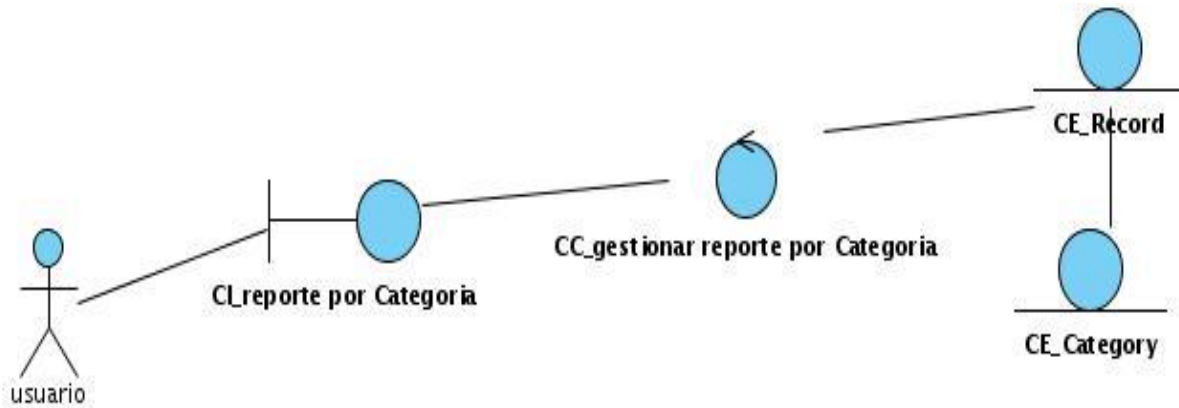 CE_Record
CC_gestionar reporte por Categoria
CI_reporte por Categoria
CE_Category
usuario